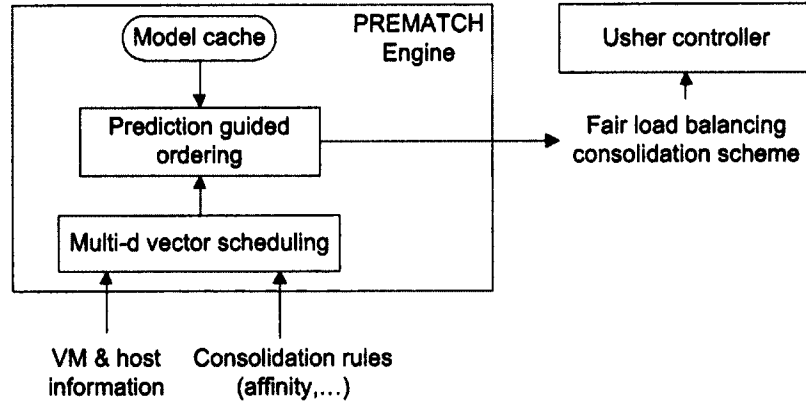 Model cache
PREMATCH
Engine
Usher controller
Prediction guided
ordering
Fair load balancing
consolidation scheme
Multi-d vector scheduling
VM & host
information
Consolidation rules
(affinity,...)